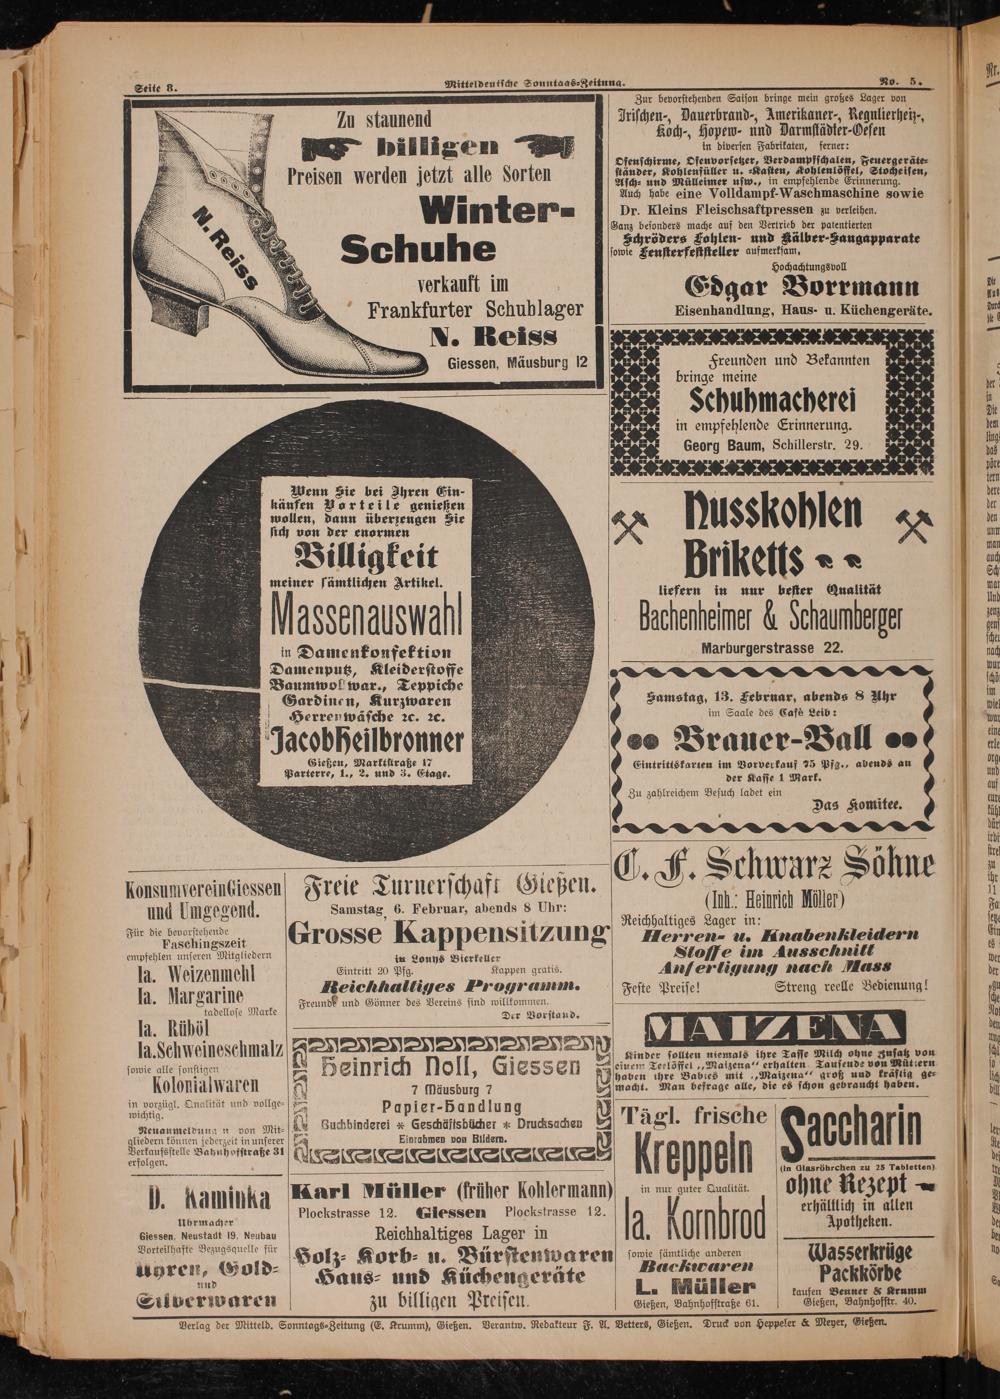 Seite 8.
Mitteldeutsche Sonntags-Zeitung.
No. 5.
Zu staunend
billigen
Preisen werden jetzt alle Sorten
Winter-
Schuhe
verkauft im
Frankfurter Schuhlager
N. Reiss
Giessen, Mäusburg 12
N. Reiss
Wenn Sie bei Ihren Ein-
käufen Vorteile genießen
wollen, dann überzeugen Sie
sich von der enormen
Billigkeit
meiner sämtlichen Artikel.
Massenauswahl
in Damenkonfektion
Damenputz, Kleiderstoffe
Baumwollwar., Teppiche
Gardinen, Kurzwaren
Herrenwäsche ꝛc. ꝛc.
Jacob Heilbronner
Gießen, Marktstraße 17
Parterre, 1., 2. und 3. Etage.
Konsumverein Giessen
und Umgegend.
Für die bevorstehende
Faschingszeit
empfehlen unseren Mitgliedern
Ia. Weizenmehl
Ia. Margarine
tadellose Marke
Ia. Rüböl
Ia. Schweineschmalz
sowie alle sonstigen
Kolonialwaren
in vorzügl. Qualität und vollge-
wichtig.
Neuanmeldung n von Mit-
gliedern können jederzeit in unserer
Verkaufsstelle Bahnhofstraße 31
erfolgen.
D. Kaminka
Uhrmacher
Giessen, Neustadt 19, Neubau
Vorteilhafte Bezugsquelle für
Uhren, Gold-
und
Silberwaren
Freie Turnerschaft Gießen.
Samstag, 6. Februar, abends 8 Uhr:
Grosse Kappensitzung
in Lonys Bierkeller
Eintritt 20 Pfg. Kappen gratis.
Reichhaltiges Programm.
Freunde und Gönner des Vereins sind willkommen.
Der Vorstand.
Heinrich Noll, Giessen
7 Mäusburg 7
Papier-Handlung
Buchbinderei * Geschäftsbücher * Drucksachen
Einrahmen von Bildern.
Karl Müller (früher Kohlermann)
Plockstrasse 12. Giessen Plockstrasse 12.
Reichhaltiges Lager in
Holz- Korb- u. Bürstenwaren
Haus- und Küchengeräte
zu billigen Preisen.
Zur bevorstehenden Saison bringe mein großes Lager von
Irischen-, Dauerbrand-, Amerikaner-, Regulierheiz-,
Koch-, Hopew- und Darmstädter-Oefen
in diversen Fabrikaten, ferner:
Ofenschirme, Ofenvorsetzer, Verdampfschalen, Feuergeräte-
ständer, Kohlenfüller u. -Kasten, Kohlenlöffel, Stocheisen,
Asch- und Mülleimer usw., in empfehlende Erinnerung.
Auch habe eine Volldampf-Waschmaschine sowie
Dr. Kleins Fleischsaftpressen zu verleihen.
Ganz besonders mache auf den Vertrieb der patentierten
Schröders Fohlen- und Kälber-Saugapparate
sowie Fensterfeststeller aufmerksam.
Hochachtungsvoll
Edgar Borrmann
Eisenhandlung, Haus- u. Küchengeräte.
Freunden und Bekannten
bringe meine
Schuhmacherei
in empfehlende Erinnerung.
Georg Baum, Schillerstr. 29.
Nusskohlen
Briketts
liefern in nur bester Qualität
Bachenheimer & Schaumberger
Marburgerstrasse 22.
Samstag, 13. Februar, abends 8 Uhr
im Saale des Café Leib:
Brauer-Ball
Eintrittskarten im Vorverkauf 75 Pfg., abends an
der Kasse 1 Mark.
Zu zahlreichem Besuch ladet ein
Das Komitee.
C. F. Schwarz Söhne
(Inh.: Heinrich Möller)
Reichhaltiges Lager in:
Herren- u. Knabenkleidern
Stoffe im Ausschnitt
Anfertigung nach Mass
Feste Preise! Streng reelle Bedienung!
MAIZENA
Kinder sollten niemals ihre Tasse Milch ohne Zusatz von
einem Teelöffel „Maizena“ erhalten. Tausende von Müttern
haben ihre Babies mit „Maizena“ groß und kräftig ge-
macht. Man befrage alle, die es schon gebraucht haben.
Tägl. frische
Kreppeln
in nur guter Qualität.
Ia. Kornbrod
sowie sämtliche anderen
Backwaren
L. Müller
Gießen, Bahnhofstraße 61.
Saccharin
(in Glasröhrchen zu 25 Tabletten)
ohne Rezept
erhältlich in allen
Apotheken.
Wasserkrüge
Packkörbe
kaufen Benner & Krumm
Gießen, Bahnhofstr. 40.
Verlag der Mitteld. Sonntags-Zeitung (E. Krumm), Gießen. Verantw. Redakteur F. A. Vetters, Gießen. Druck von Heppeler & Meyer, Gießen.